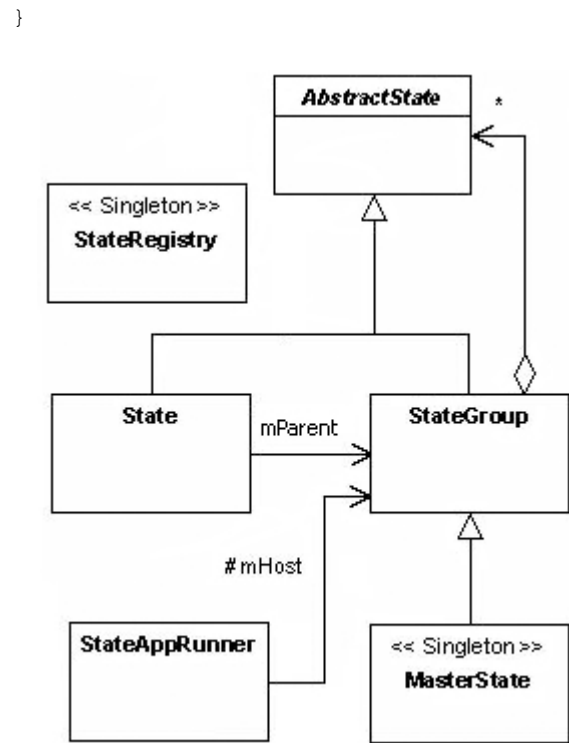 }
AbstractState
*
<< Singleton >>
StateRegistry
State
mParent
StateGroup
#mHost
StateAppRunner
<< Singleton >>
MasterState